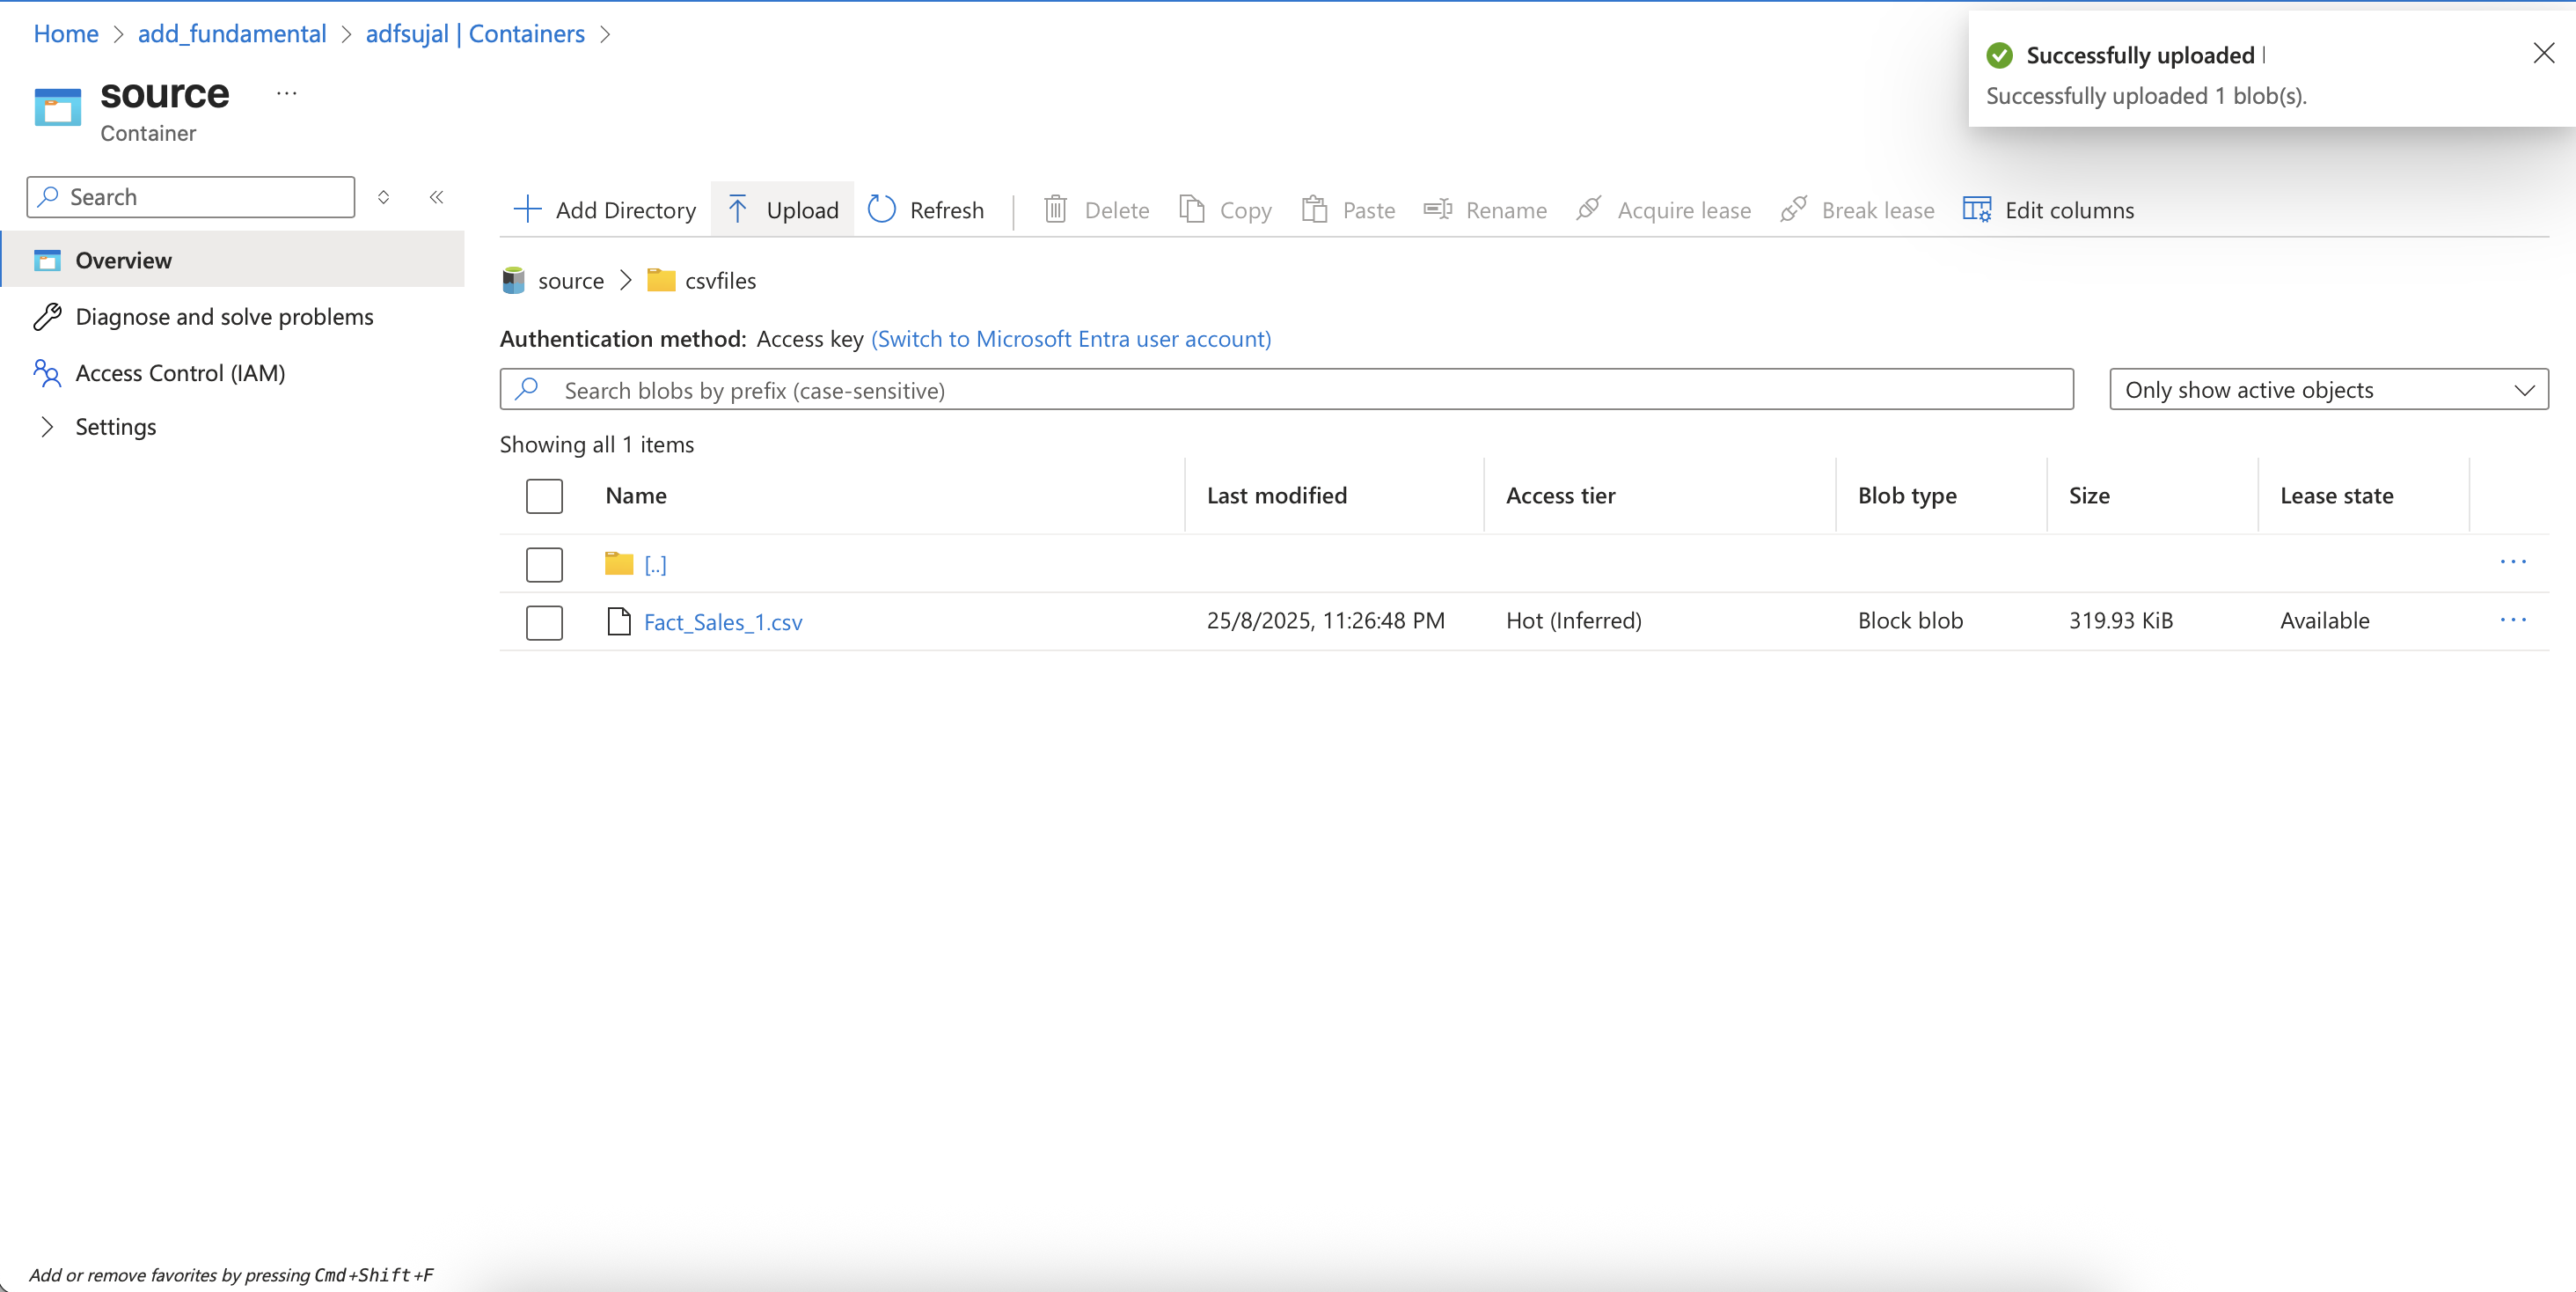 Home > add_fundamental > adfsujal | Containers >
Successfully uploaded
Successfully uploaded 1 blob(s).
source ...
Container
Search
Add Directory Upload Refresh Delete Copy Paste Rename Acquire lease Break lease Edit columns
Overview
Diagnose and solve problems
Access Control (IAM)
Settings
source > csvfiles
Authentication method: Access key (Switch to Microsoft Entra user account)
Search blobs by prefix (case-sensitive)
Only show active objects
Showing all 1 items
Name Last modified Access tier Blob type Size Lease state
[..] ...
Fact_Sales_1.csv 25/8/2025, 11:26:48 PM Hot (Inferred) Block blob 319.93 KiB Available ...
Add or remove favorites by pressing Cmd+Shift+F